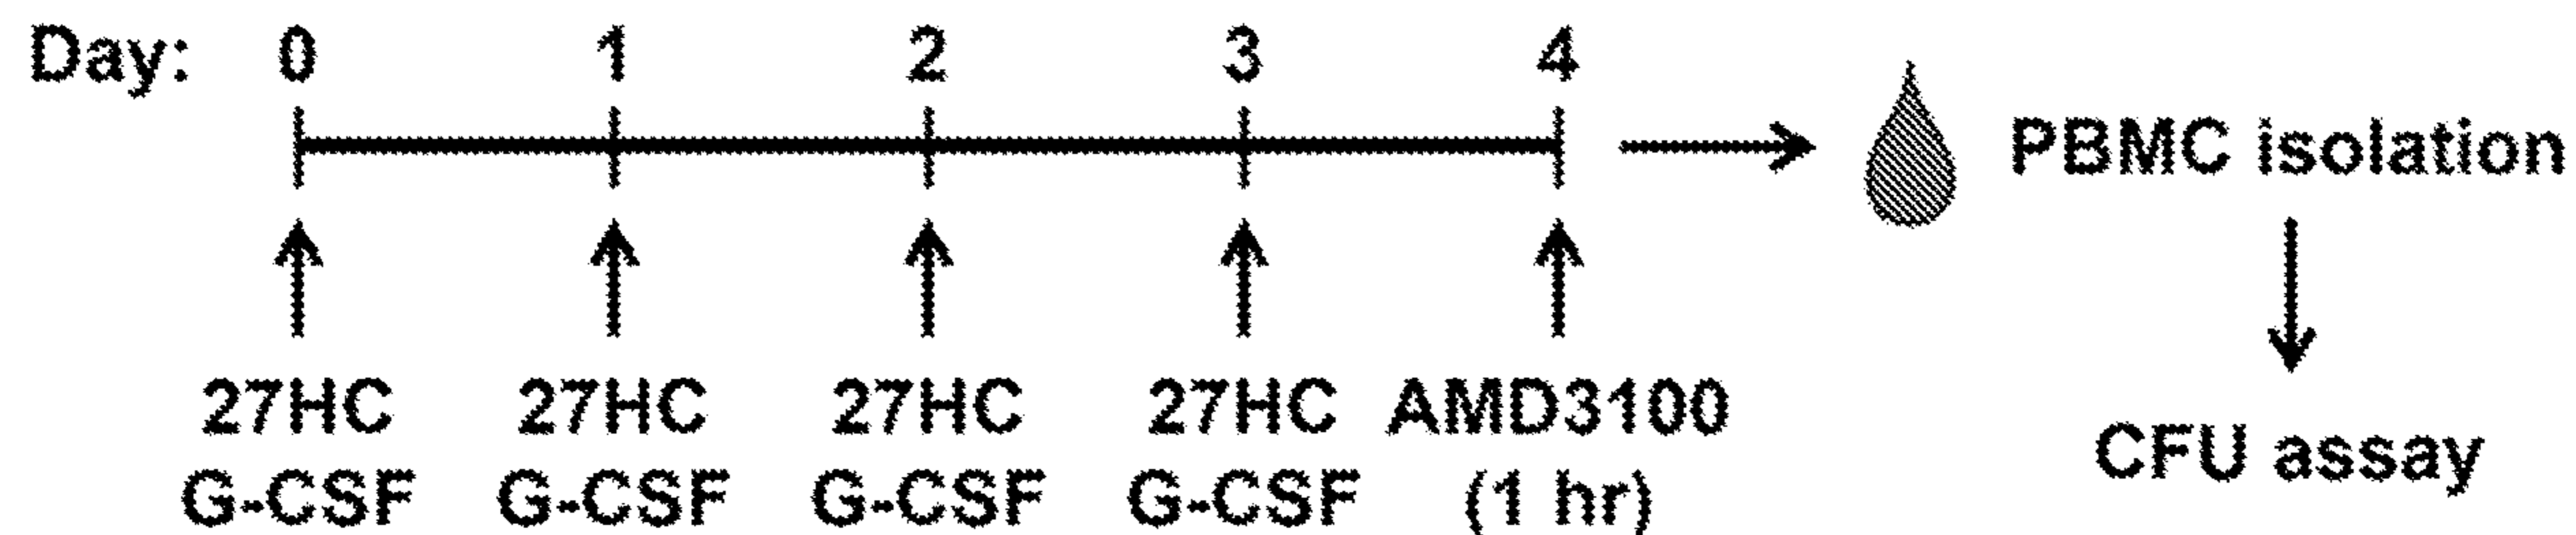 Day: 0 1 2 3 4
PBMC isolation
27HC 27HC 27HC 27HC AMD3100
G-CSF G-CSF G-CSF G-CSF (1 hr)
CFU assay